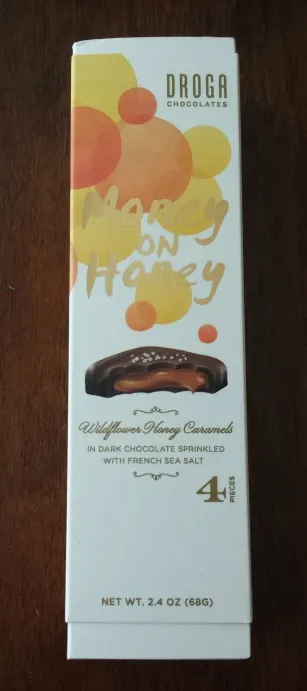 DROGA
CHOCOLATES
Money
ON
Honey
Wildflower Honey Caramels
IN DARK CHOCOLATE SPRINKLED
WITH FRENCH SEA SALT
4 PIECES
NET WT. 2.4 OZ (68G)